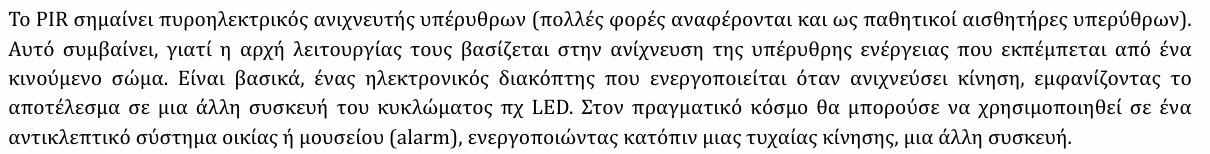 Το PIR σημαίνει πυροηλεκτρικός ανιχνευτής υπέρυθρων (πολλές φορές αναφέρονται και ως παθητικοί αισθητήρες υπερύθρων).
Αυτό συμβαίνει, γιατί η αρχή λειτουργίας τους βασίζεται στην ανίχνευση της υπέρυθρης ενέργειας που εκπέμπεται από ένα
κινούμενο σώμα. Είναι βασικά, ένας ηλεκτρονικός διακόπτης που ενεργοποιείται όταν ανιχνεύσει κίνηση, εμφανίζοντας το
αποτέλεσμα σε μια άλλη συσκευή του κυκλώματος πχ LED. Στον πραγματικό κόσμο θα μπορούσε να χρησιμοποιηθεί σε ένα
αντικλεπτικό σύστημα οικίας ή μουσείου (alarm), ενεργοποιώντας κατόπιν μιας τυχαίας κίνησης, μια άλλη συσκευή.